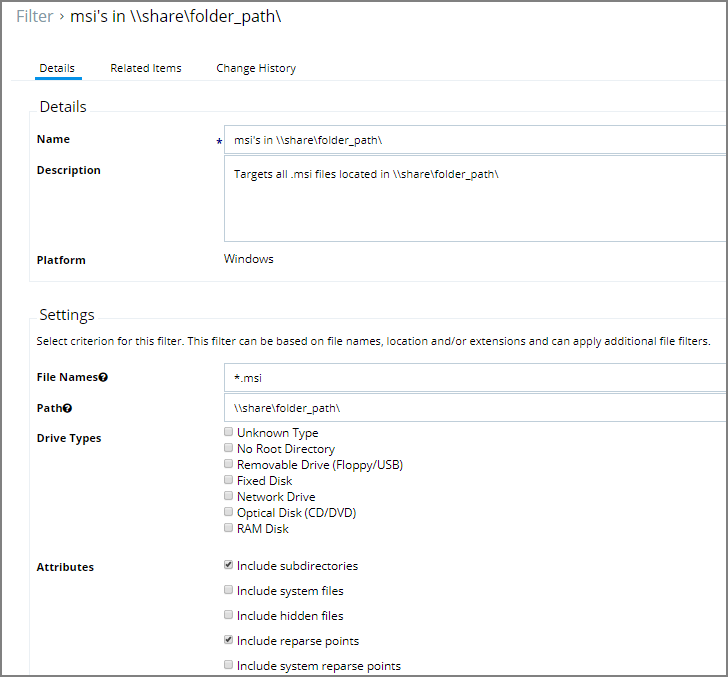 Filter › msi's in \\share\folder_path\
Details Related Items Change History
Details
Name * msi's in \\share\folder_path\
Description Targets all .msi files located in \\share\folder_path\
Platform Windows
Settings
Select criterion for this filter. This filter can be based on file names, location and/or extensions and can apply additional file filters.
File Names? *.msi
Path? \\share\folder_path\
Drive Types Unknown Type
No Root Directory
Removable Drive (Floppy/USB)
Fixed Disk
Network Drive
Optical Disk (CD/DVD)
RAM Disk
Attributes Include subdirectories
Include system files
Include hidden files
Include reparse points
Include system reparse points